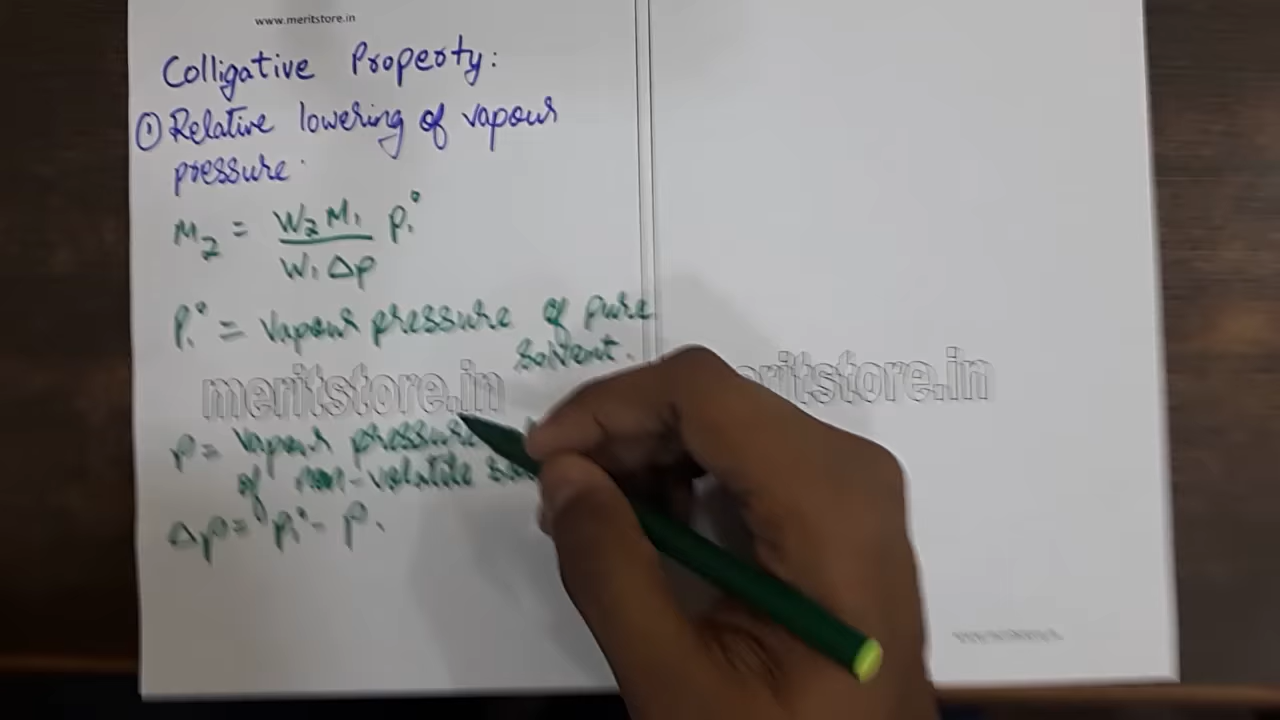 www.meritstore.in
Colligative Property:
① Relative lowering of vapour
pressure.
M₂ = W₂ M₁ / W₁ Δp p₁°
p₁° = vapour pressure of pure
solvent.
meritstore.in
meritstore.in
p = vapour pressure
of non-volatile
Δp = p₁° - p.